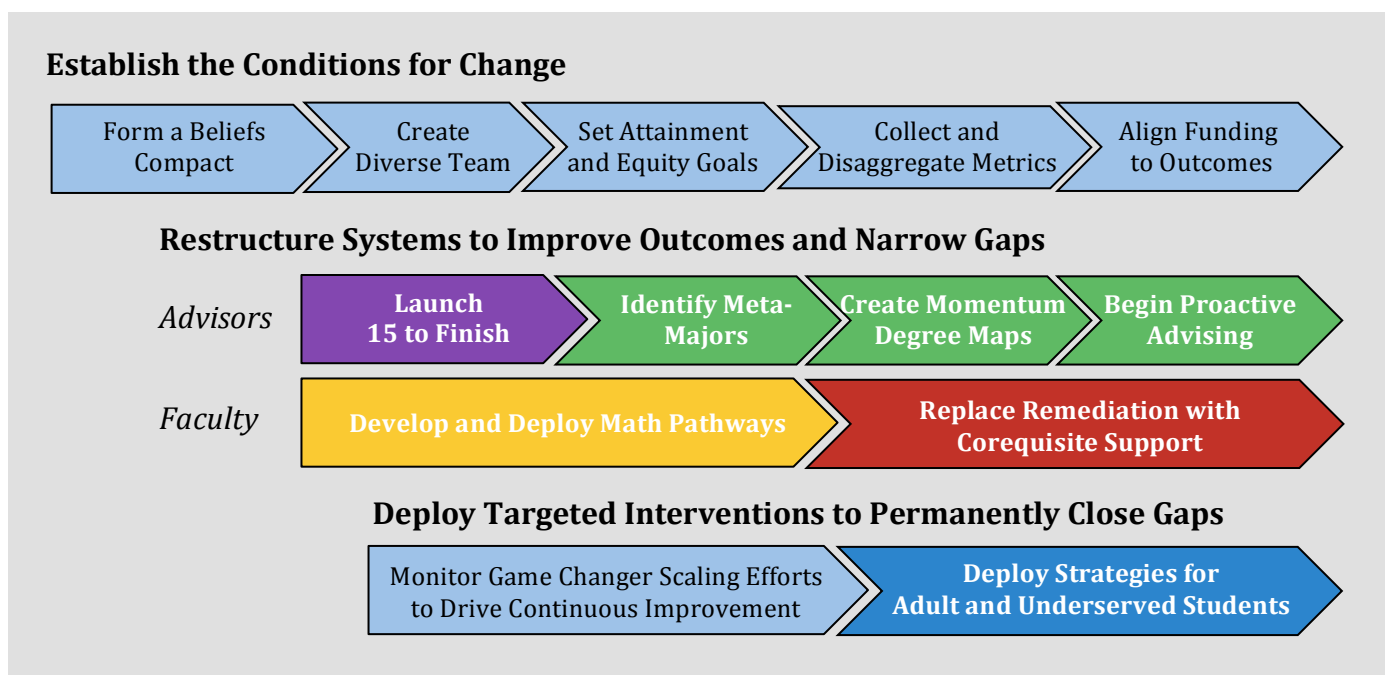 Establish the Conditions for Change
Form a Beliefs
Compact
Create
Diverse Team
Set Attainment
and Equity Goals
Collect and
Disaggregate Metrics
Align Funding
to Outcomes
Restructure Systems to Improve Outcomes and Narrow Gaps
Advisors
Launch
15 to Finish
Identify Meta-
Majors
Create Momentum
Degree Maps
Begin Proactive
Advising
Faculty
Develop and Deploy Math Pathways
Replace Remediation with
Corequisite Support
Deploy Targeted Interventions to Permanently Close Gaps
Monitor Game Changer Scaling Efforts
to Drive Continuous Improvement
Deploy Strategies for
Adult and Underserved Students